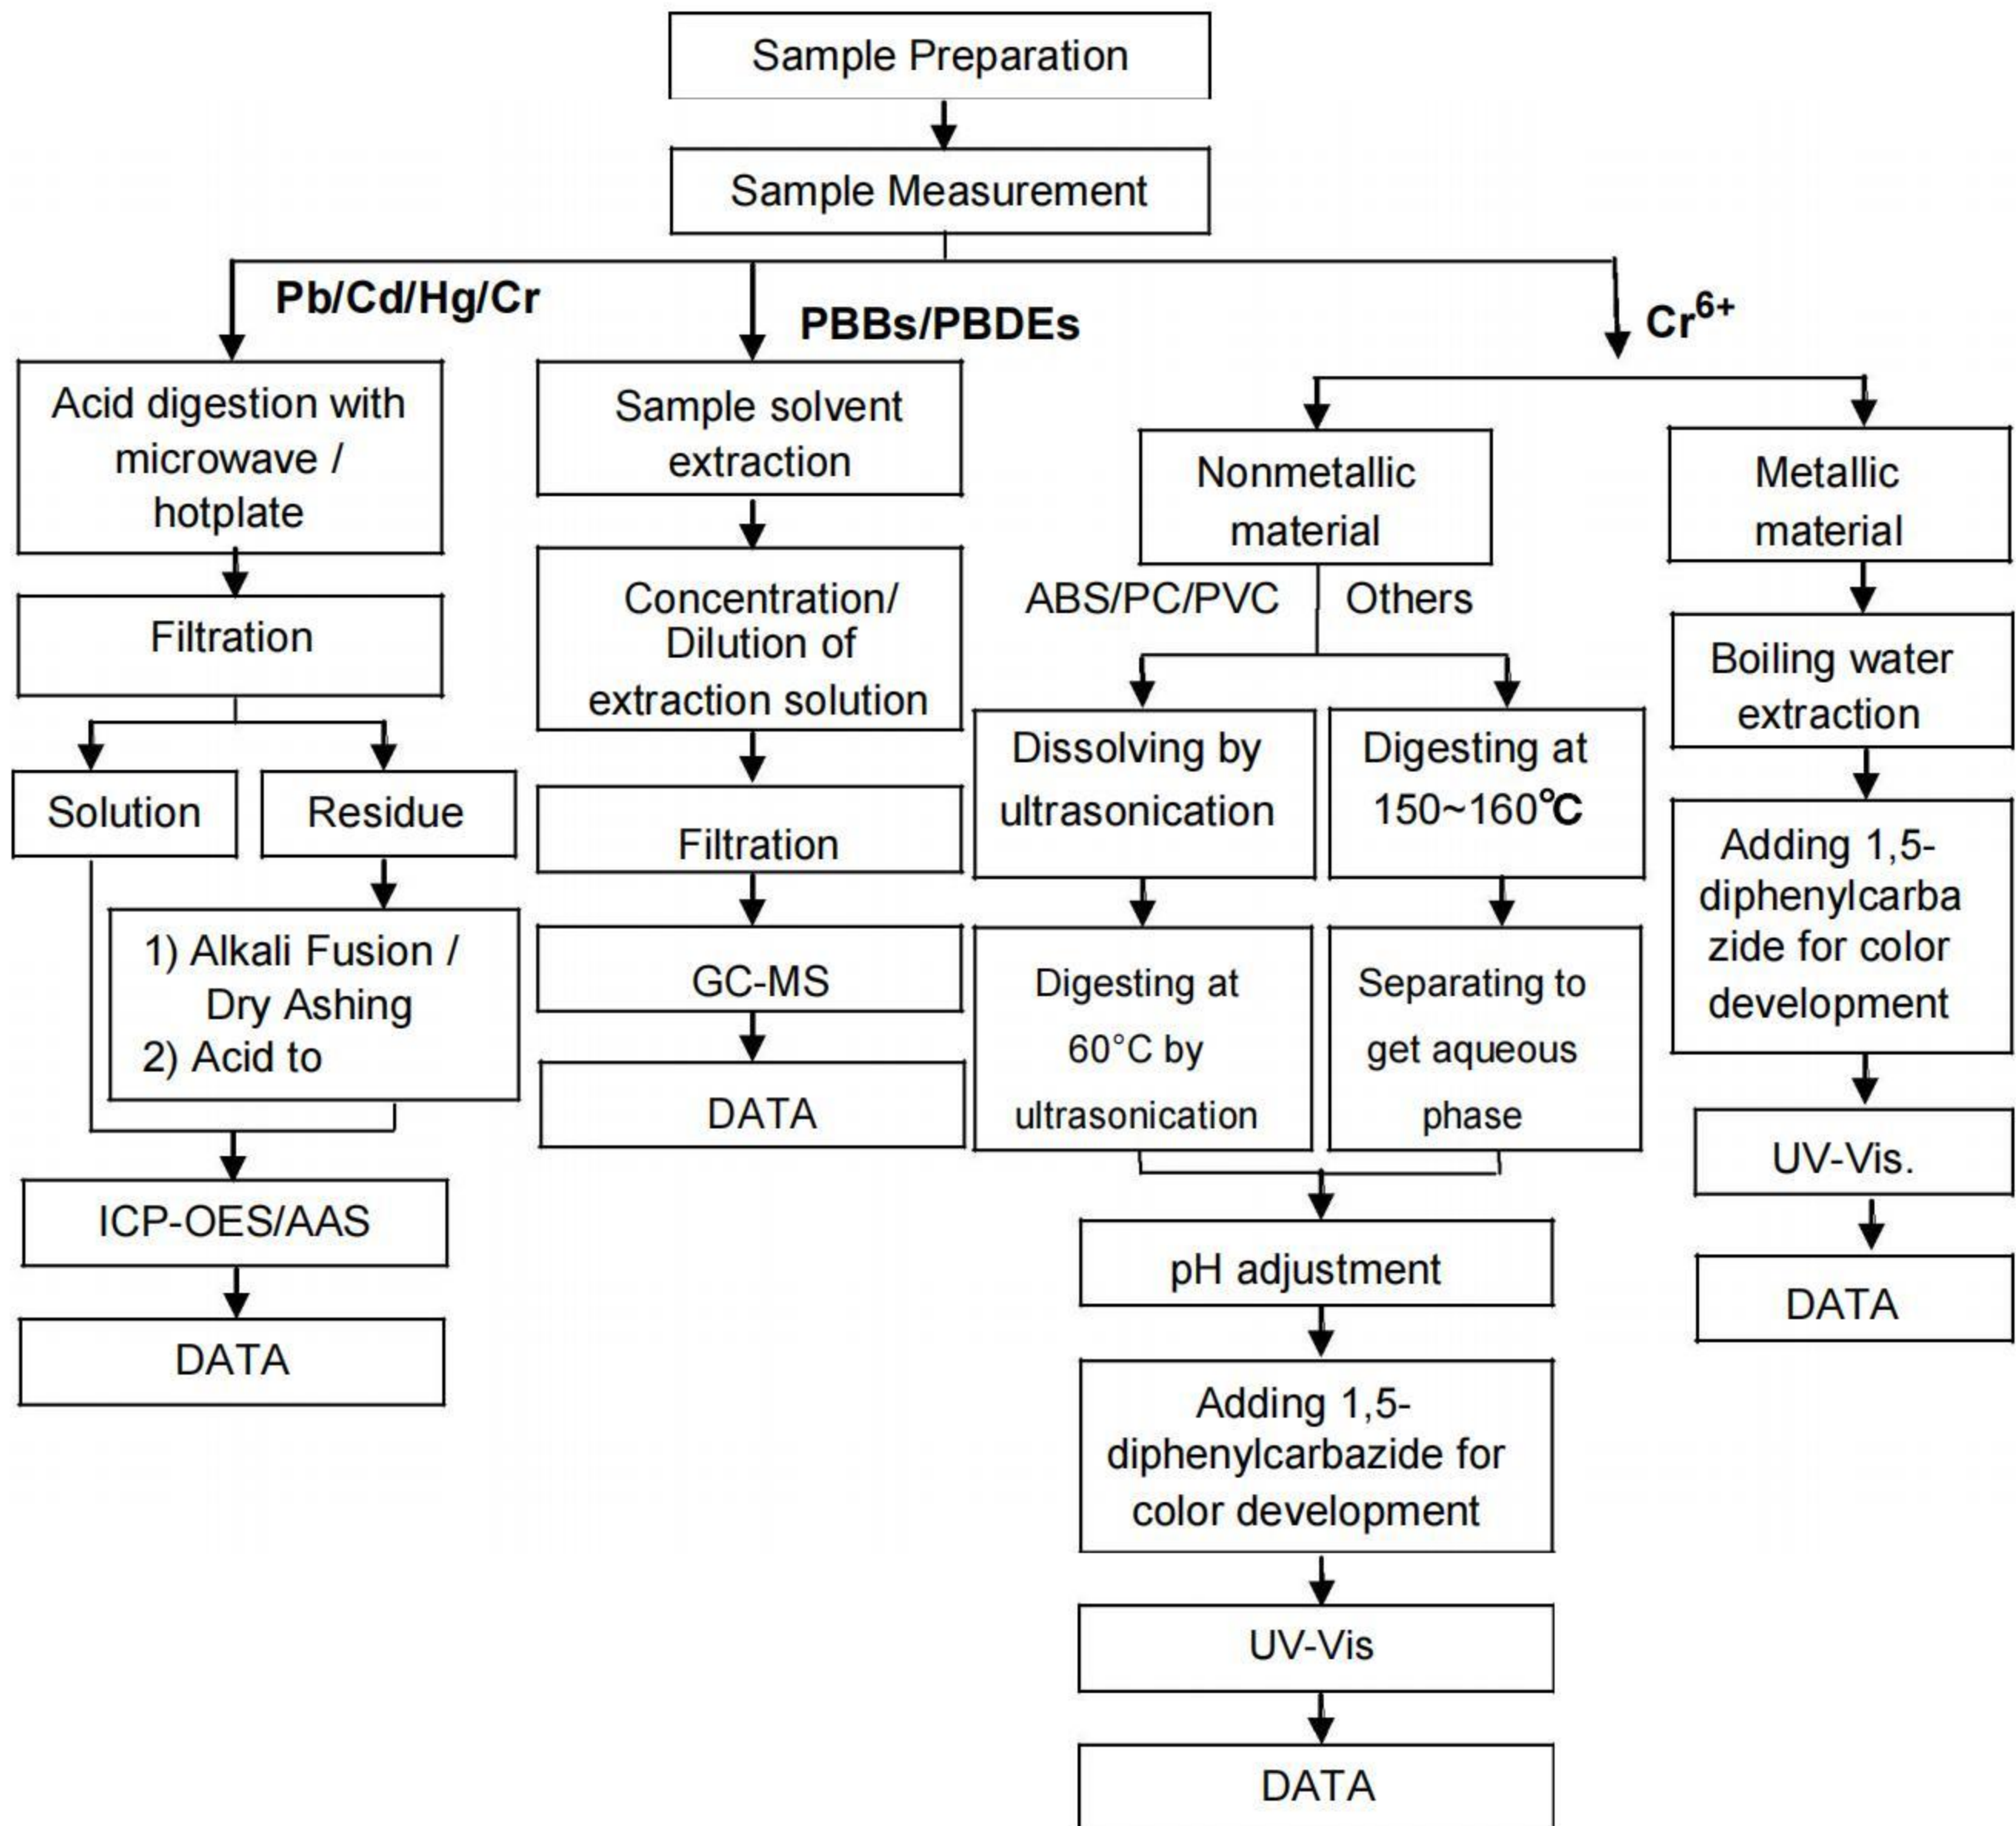 Sample Preparation
Sample Measurement
Pb/Cd/Hg/Cr
Acid digestion with
microwave /
hotplate
Filtration
Solution
Residue
1) Alkali Fusion /
Dry Ashing
2) Acid to
ICP-OES/AAS
DATA
PBBs/PBDEs
Sample solvent
extraction
Concentration/
Dilution of
extraction solution
Filtration
GC-MS
DATA
Cr⁶⁺
Nonmetallic
material
ABS/PC/PVC
Others
Dissolving by
ultrasonication
Digesting at
60°C by
ultrasonication
Digesting at
150~160℃
Separating to
get aqueous
phase
pH adjustment
Adding 1,5-
diphenylcarbazide for
color development
UV-Vis
DATA
Metallic
material
Boiling water
extraction
Adding 1,5-
diphenylcarba
zide for color
development
UV-Vis.
DATA